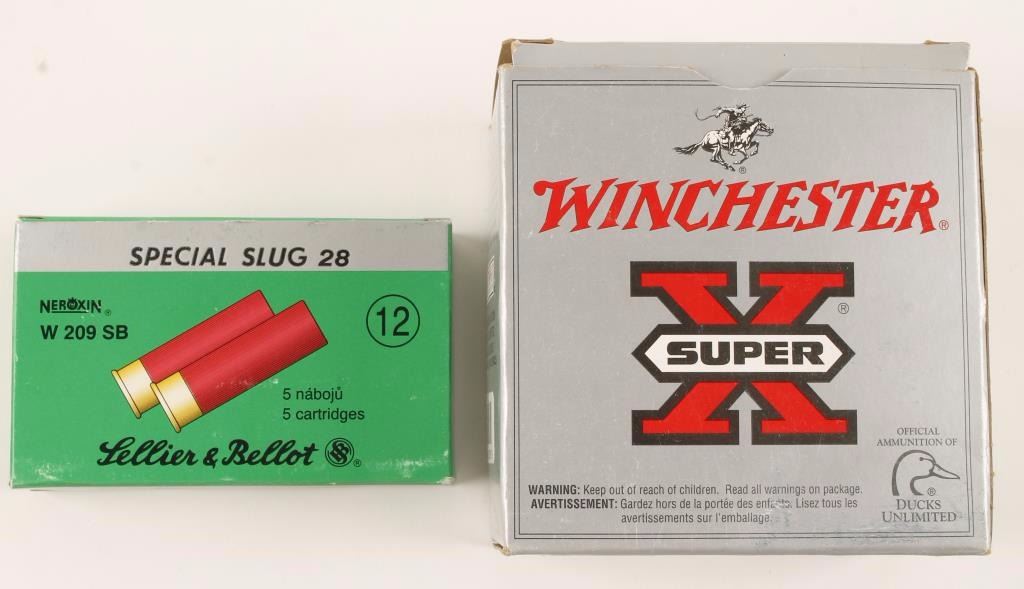 SPECIAL SLUG 28
NEROXIN®
W 209 SB
12
5 nábojů
5 cartridges
Sellier & Bellot ®
®
WINCHESTER®
X ®
SUPER
OFFICIAL
AMMUNITION OF
®
DUCKS
UNLIMITED
WARNING: Keep out of reach of children. Read all warnings on package.
AVERTISSEMENT: Gardez hors de la portée des enfants. Lisez tous les
avertissements sur l'emballage.